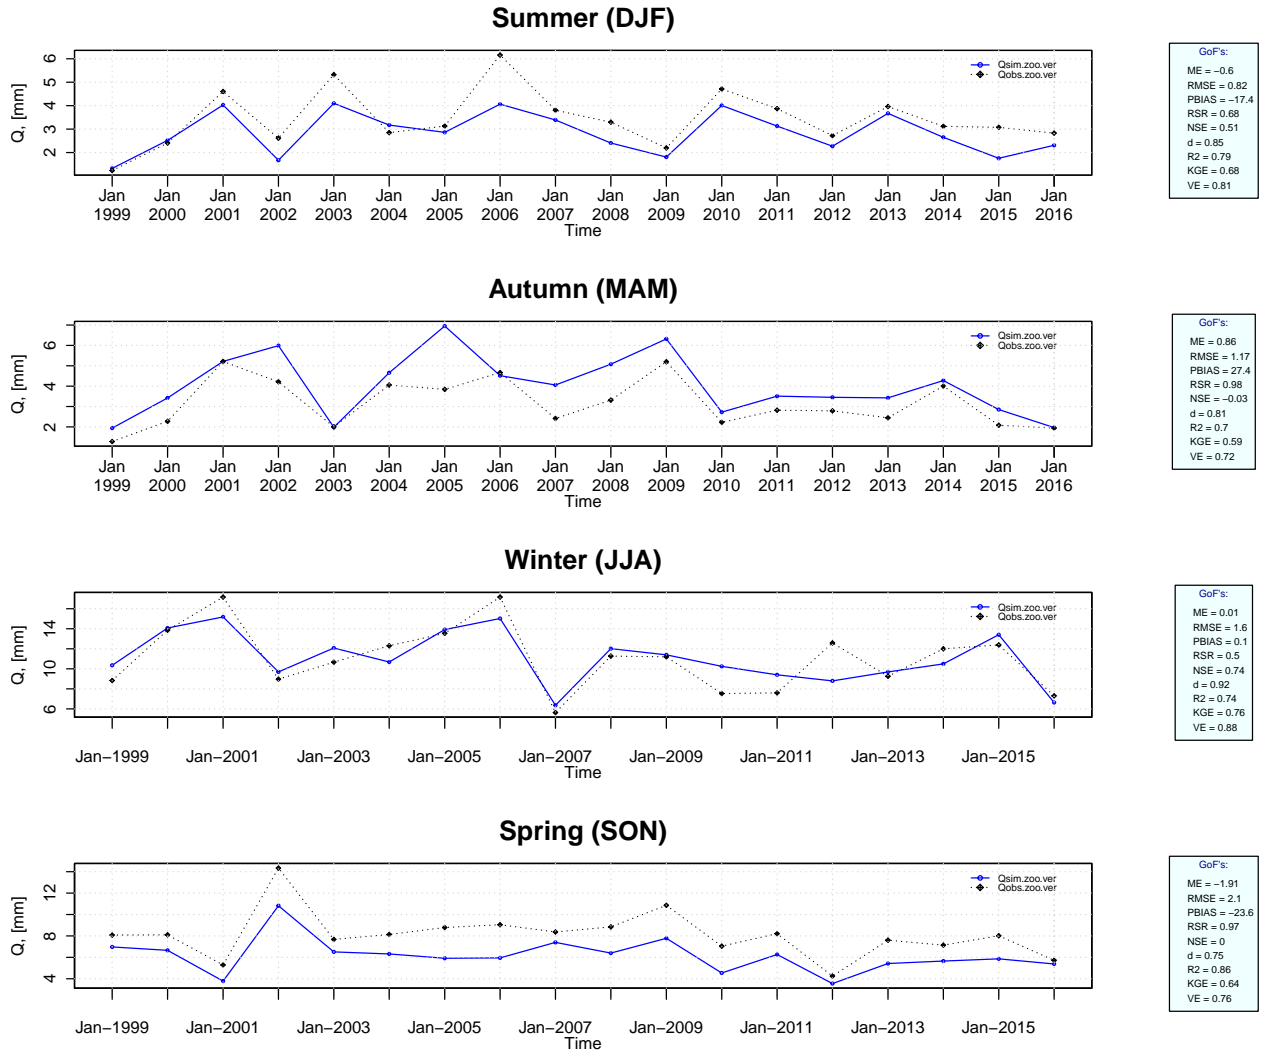 Summer (DJF)
Q, [mm]
6
5
4
3
2
Qsim.zoo.ver
Qobs.zoo.ver
Jan Jan Jan Jan Jan Jan Jan Jan Jan Jan Jan Jan Jan Jan Jan Jan Jan Jan
1999 2000 2001 2002 2003 2004 2005 2006 2007 2008 2009 2010 2011 2012 2013 2014 2015 2016
Time
GoF's:
ME = −0.6
RMSE = 0.82
PBIAS = −17.4
RSR = 0.68
NSE = 0.51
d = 0.85
R2 = 0.79
KGE = 0.68
VE = 0.81
Autumn (MAM)
Q, [mm]
6
4
2
Qsim.zoo.ver
Qobs.zoo.ver
Jan Jan Jan Jan Jan Jan Jan Jan Jan Jan Jan Jan Jan Jan Jan Jan Jan Jan
1999 2000 2001 2002 2003 2004 2005 2006 2007 2008 2009 2010 2011 2012 2013 2014 2015 2016
Time
GoF's:
ME = 0.86
RMSE = 1.17
PBIAS = 27.4
RSR = 0.98
NSE = −0.03
d = 0.81
R2 = 0.7
KGE = 0.59
VE = 0.72
Winter (JJA)
Q, [mm]
14
10
6
Qsim.zoo.ver
Qobs.zoo.ver
Jan−1999 Jan−2001 Jan−2003 Jan−2005 Jan−2007 Jan−2009 Jan−2011 Jan−2013 Jan−2015
Time
GoF's:
ME = 0.01
RMSE = 1.6
PBIAS = 0.1
RSR = 0.5
NSE = 0.74
d = 0.92
R2 = 0.74
KGE = 0.76
VE = 0.88
Spring (SON)
Q, [mm]
12
8
4
Qsim.zoo.ver
Qobs.zoo.ver
Jan−1999 Jan−2001 Jan−2003 Jan−2005 Jan−2007 Jan−2009 Jan−2011 Jan−2013 Jan−2015
Time
GoF's:
ME = −1.91
RMSE = 2.1
PBIAS = −23.6
RSR = 0.97
NSE = 0
d = 0.75
R2 = 0.86
KGE = 0.64
VE = 0.76